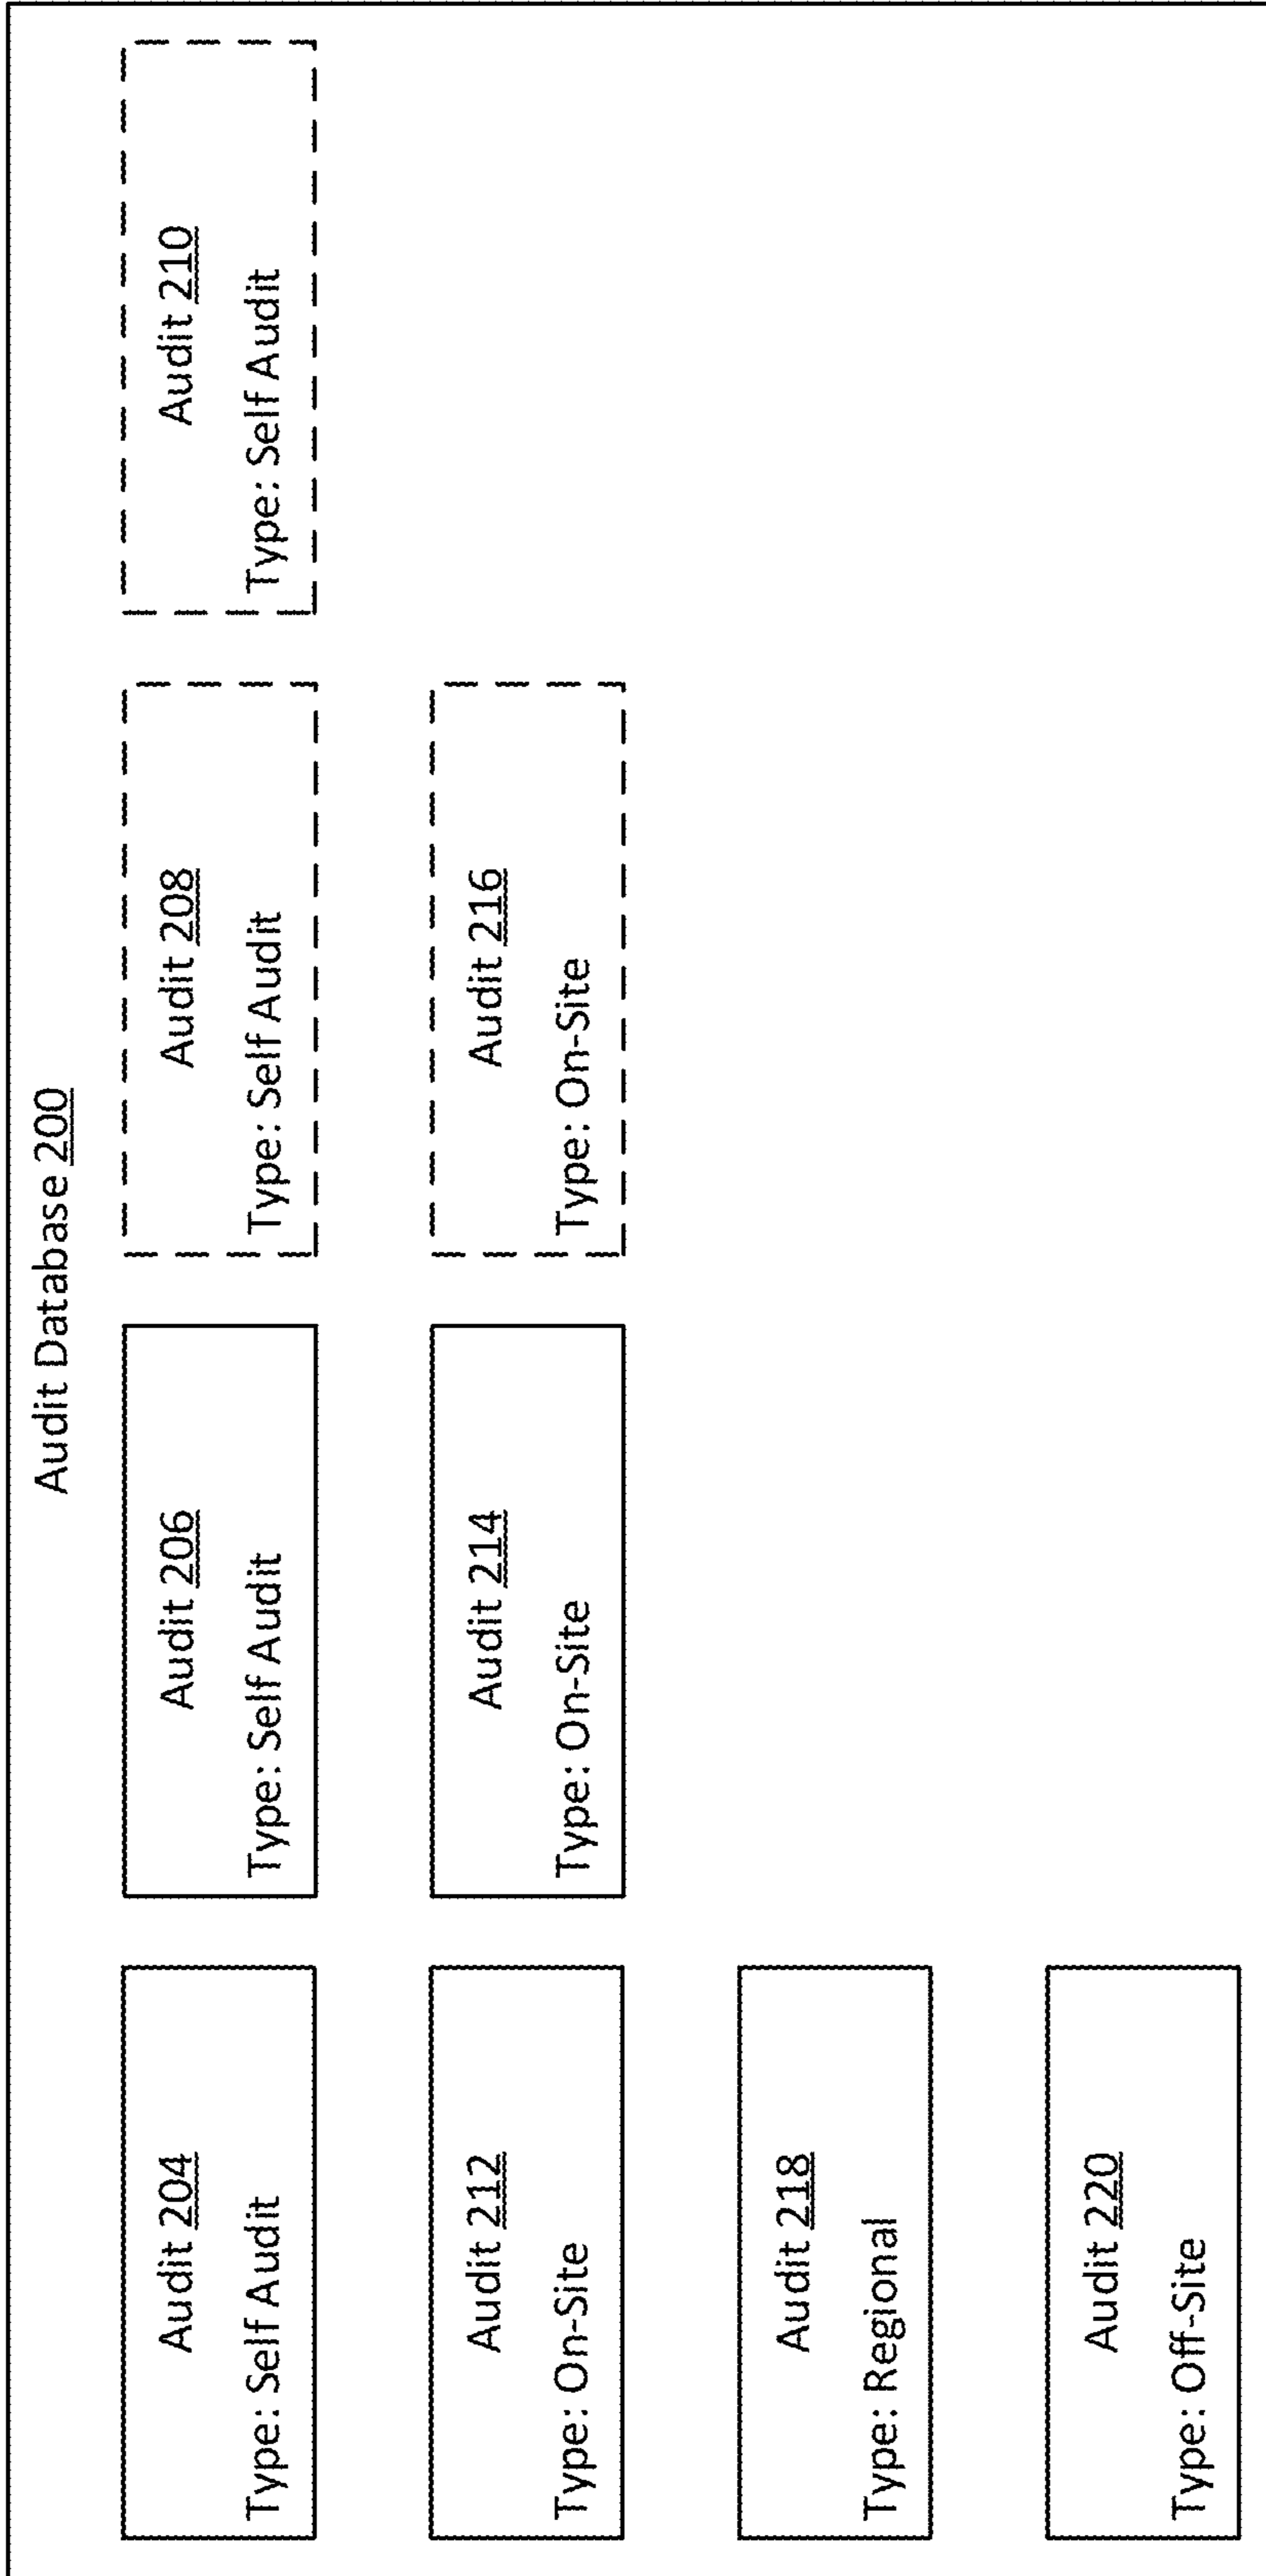 Audit Database 200
Audit 204
Type: Self Audit
Audit 206
Type: Self Audit
Audit 208
Type: Self Audit
Audit 210
Type: Self Audit
Audit 212
Type: On-Site
Audit 214
Type: On-Site
Audit 216
Type: On-Site
Audit 218
Type: Regional
Audit 220
Type: Off-Site